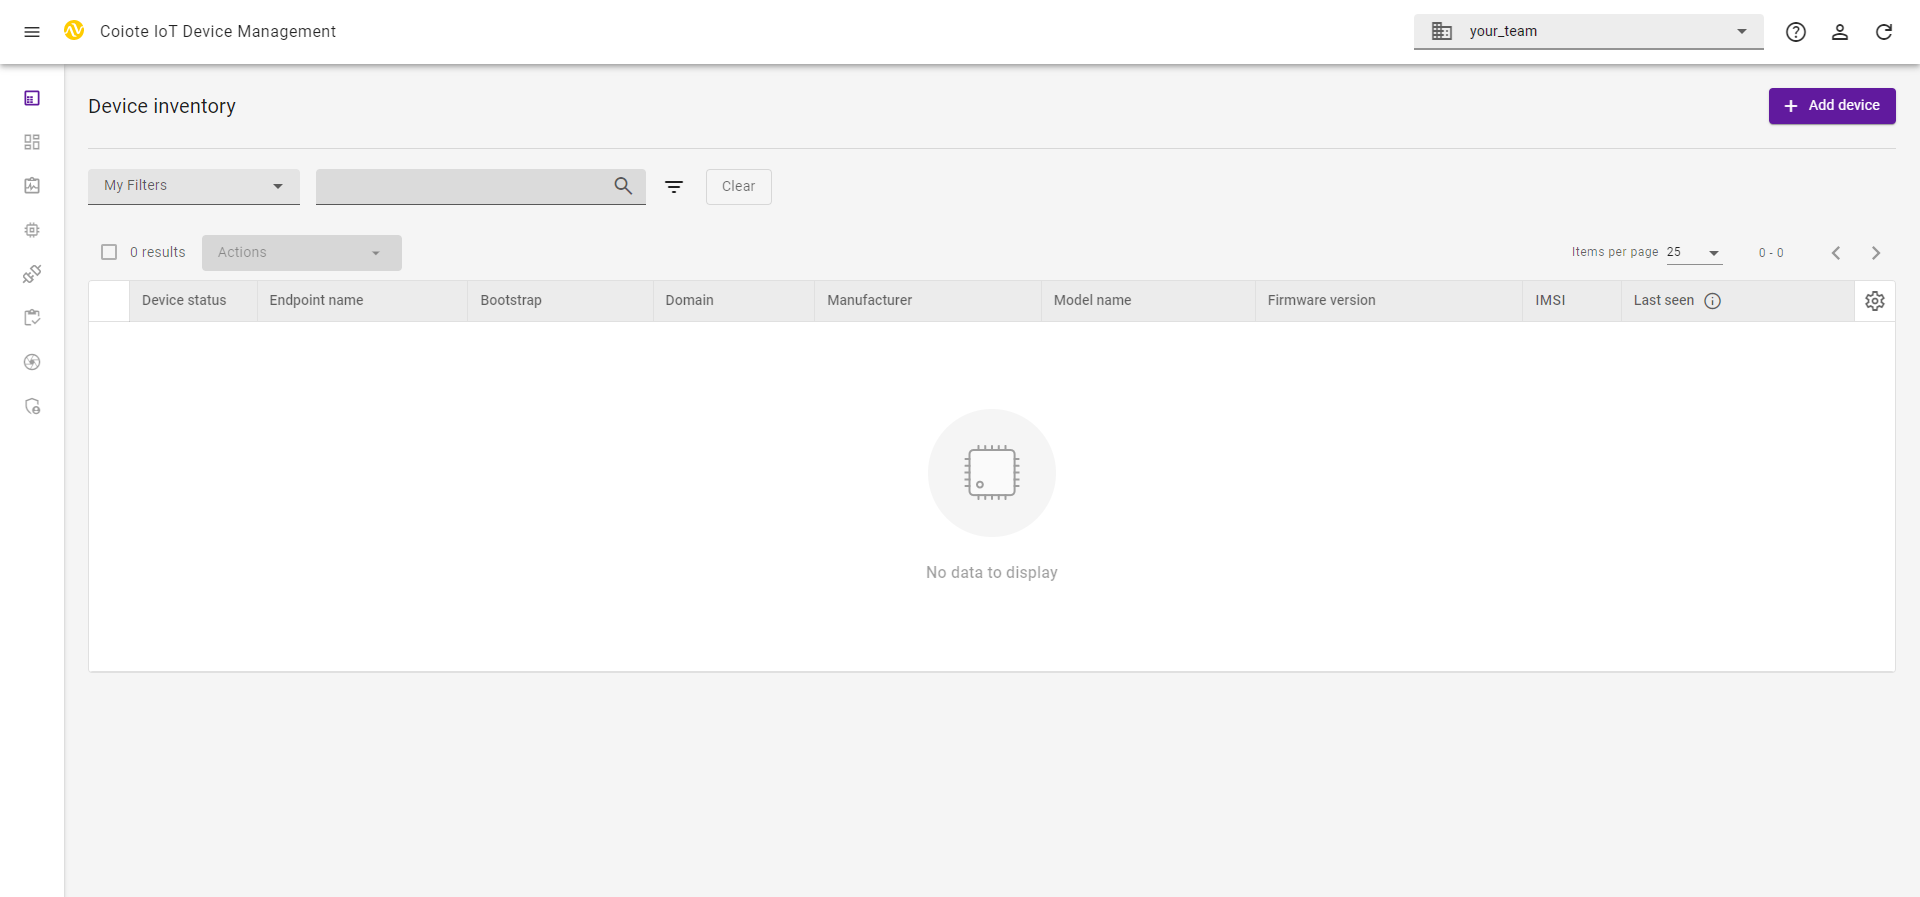 Coiote IoT Device Management
your_team
Device inventory
Add device
My Filters
Clear
0 results
Actions
Items per page 25
0 - 0
Device status Endpoint name Bootstrap Domain Manufacturer Model name Firmware version IMSI Last seen
No data to display